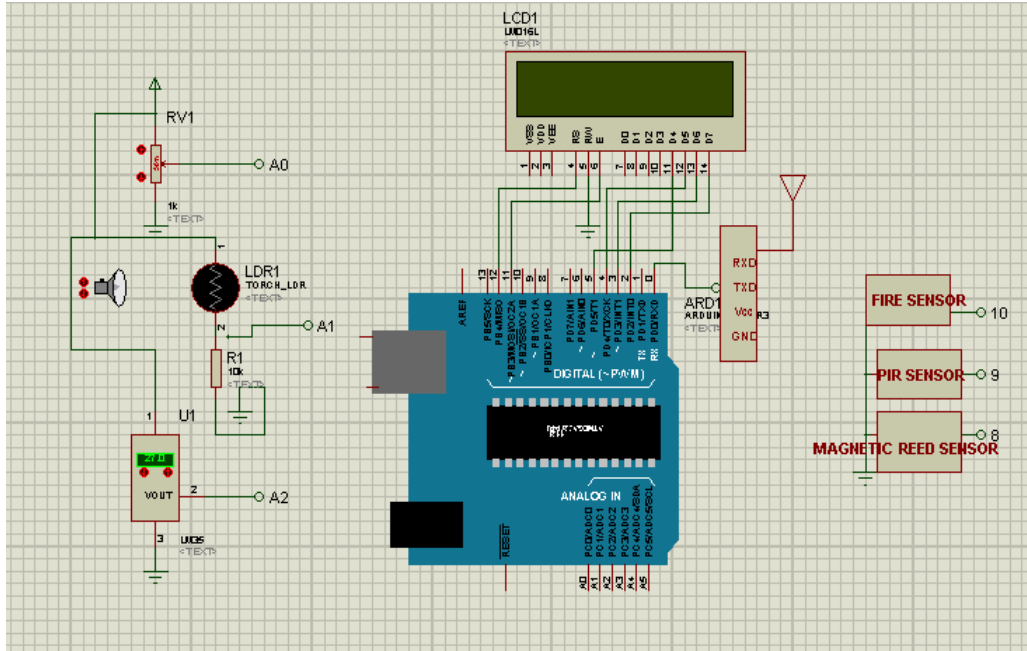 LCD1
LM016L
<TEXT>
VSS VDD VEE RS RW E D0 D1 D2 D3 D4 D5 D6 D7
1 2 3 4 5 6 7 8 9 10 11 12 13 14
RV1
A0
1k
<TEXT>
1
LDR1
TORCH_LDR
<TEXT>
2
A1
R1
10k
<TEXT>
U1
1
27.0
VOUT
2
A2
3
LM35
<TEXT>
13 12 11 10 9 8 7 6 5 4 3 2 1 0
AREF
PB5/SCK
PB4/MISO
PB3/MOSI/OC2A
PB2/SS/OC1B
PB1/OC1A
PB0/ICP1/CLKO
PD7/AIN1
PD6/AIN0
PD5/T1
PD4/T0/XCK
PD3/INT1
PD2/INT0
PD1/TXD
PD0/RXD
TX
RX
DIGITAL (~PWM)
ANALOG IN
RESET
PC0/ADC0
PC1/ADC1
PC2/ADC2
PC3/ADC3
PC4/ADC4/SDA
PC5/ADC5/SCL
A0 A1 A2 A3 A4 A5
ARD1
R3
<TEXT>
RXD
TXD
Vcc
GND
FIRE SENSOR
10
PIR SENSOR
9
MAGNETIC REED SENSOR
8